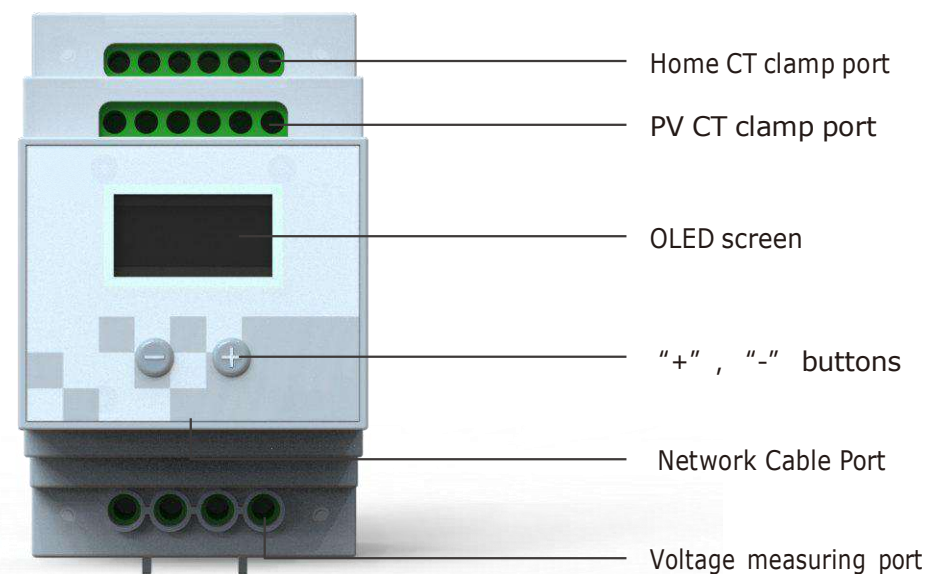 Home CT clamp port
PV CT clamp port
OLED screen
“+” , “-” buttons
Network Cable Port
Voltage measuring port